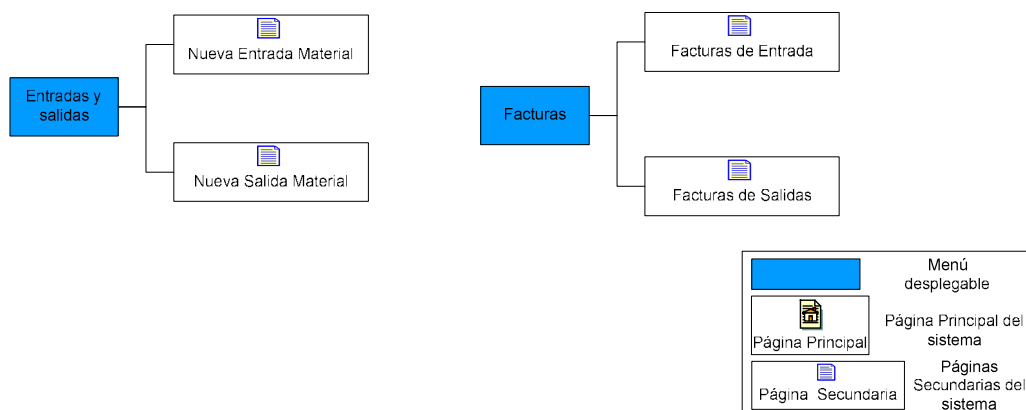 Nueva Entrada Material
Entradas y
salidas
Nueva Salida Material
Facturas de Entrada
Facturas
Facturas de Salidas
Menú
desplegable
Página Principal
Página Principal del
sistema
Página Secundaria
Páginas
Secundarias del
sistema